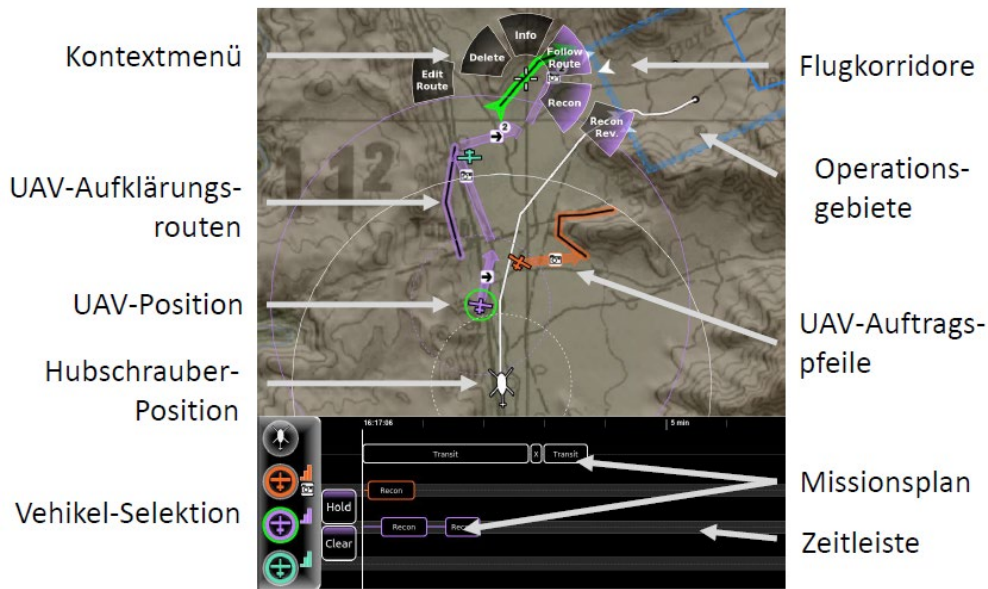 Kontextmenü
UAV-Aufklärungs-
routen
UAV-Position
Hubschrauber-
Position
Vehikel-Selektion
Info
Delete
Follow
Route
Edit
Route
Recon
Recon
Rev.
2
112
16:17:06
5 min
Transit
X
Transit
Recon
Hold
Recon
Clear
Flugkorridore
Operations-
gebiete
UAV-Auftrags-
pfeile
Missionsplan
Zeitleiste